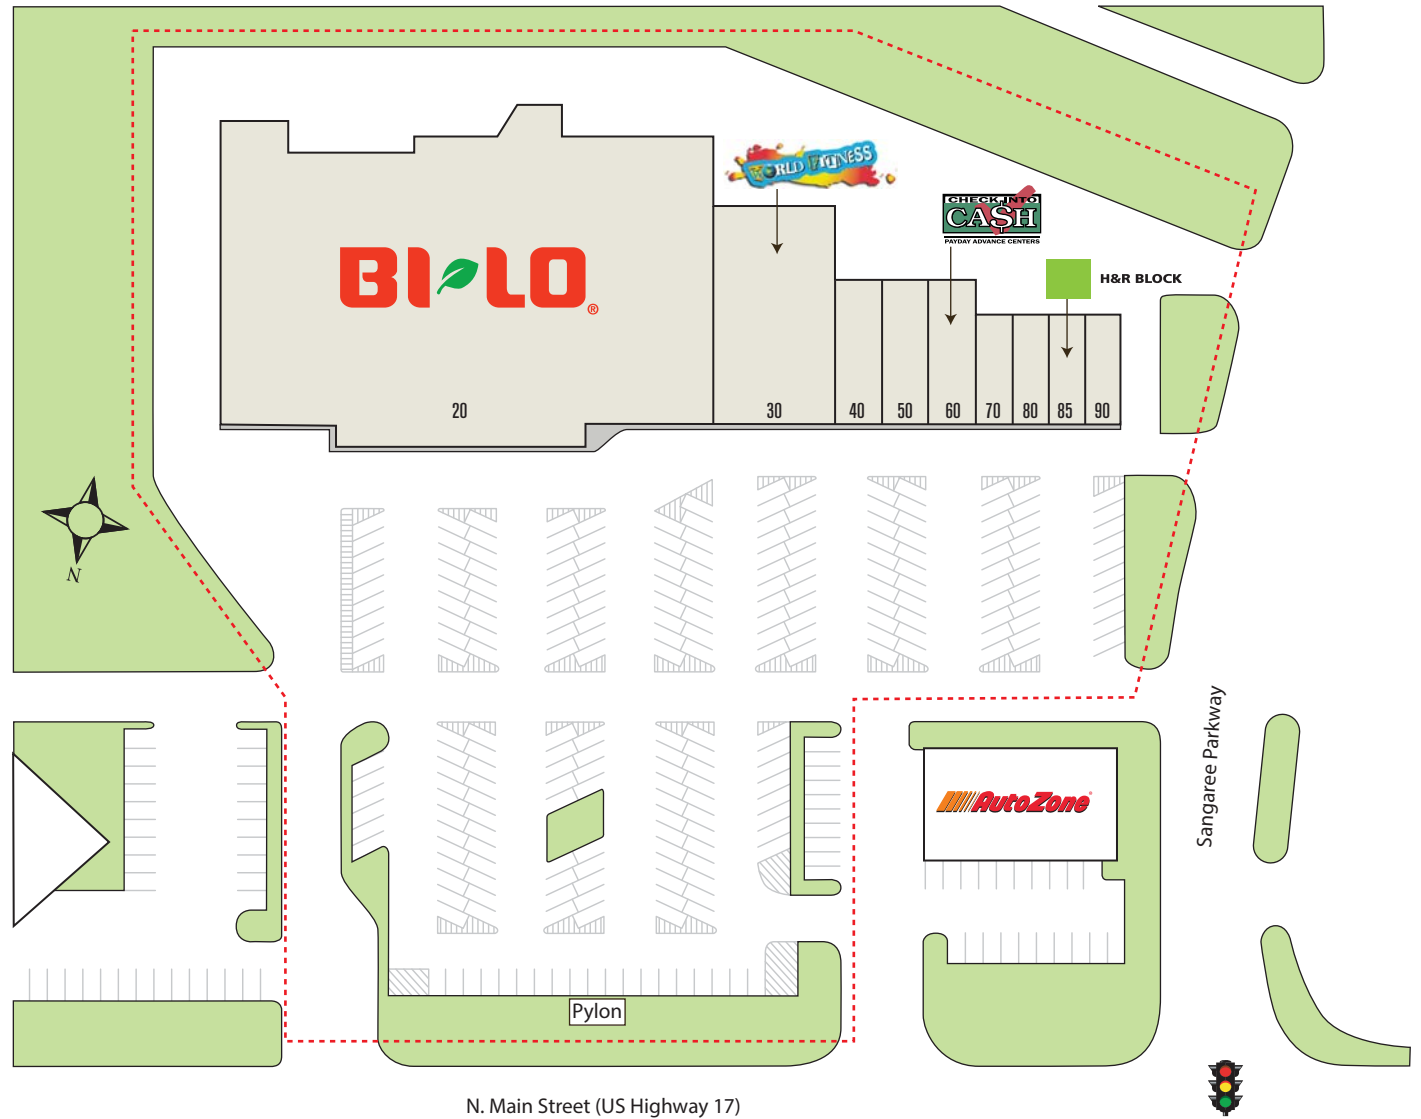 WORLD FITNESS
CHECK INTO
CA$H
PAYDAY ADVANCE CENTERS
H&R BLOCK
BI-LO®
20
30
40
50
60
70
80
85
90
N
Sangaree Parkway
AutoZone
Pylon
N. Main Street (US Highway 17)